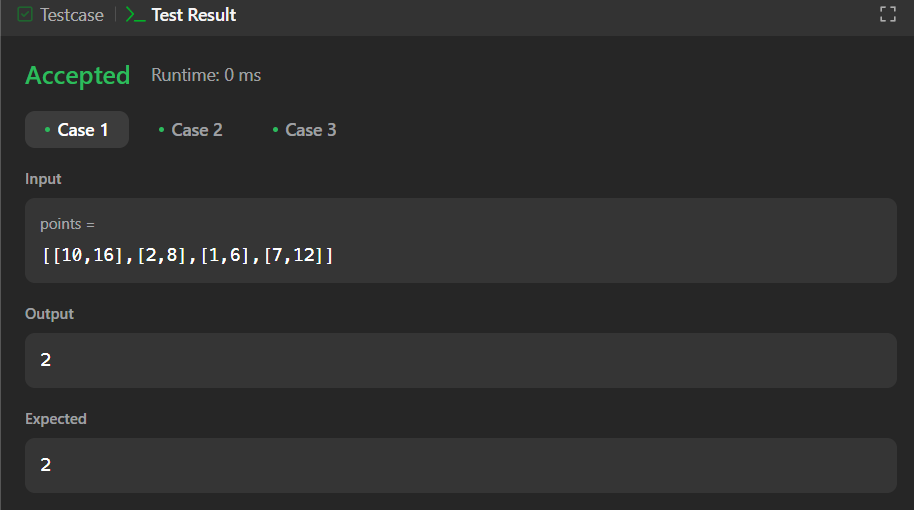 Testcase | >_ Test Result
Accepted Runtime: 0 ms
• Case 1 • Case 2 • Case 3
Input
points =
[[10,16],[2,8],[1,6],[7,12]]
Output
2
Expected
2